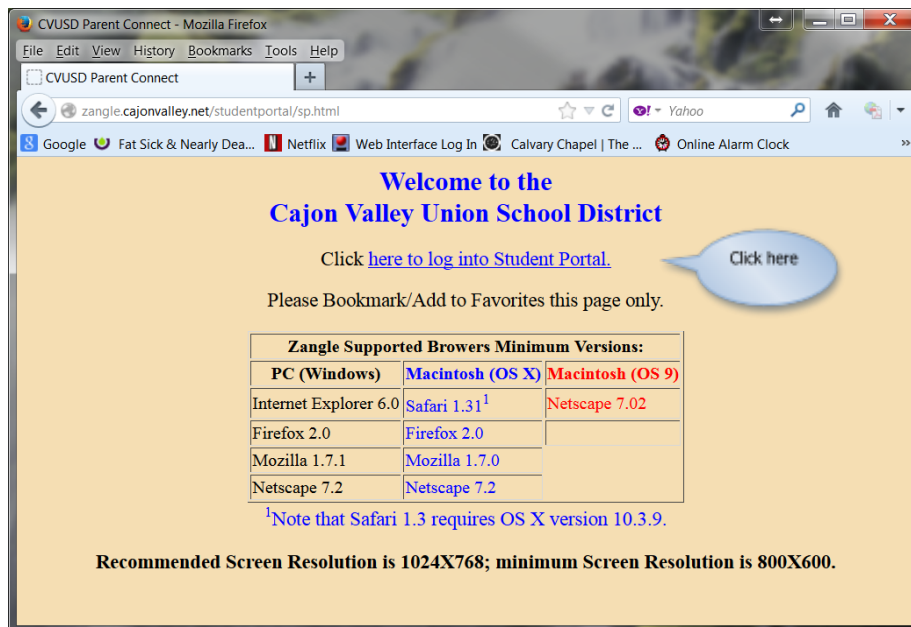 CVUSD Parent Connect - Mozilla Firefox
File Edit View History Bookmarks Tools Help
CVUSD Parent Connect
+
zangle.cajonvalley.net/studentportal/sp.html
Yahoo
Google Fat Sick & Nearly Dea... Netflix Web Interface Log In Calvary Chapel | The ... Online Alarm Clock »
Welcome to the
Cajon Valley Union School District
Click here to log into Student Portal.
Click here
Please Bookmark/Add to Favorites this page only.
Zangle Supported Browers Minimum Versions:
PC (Windows) Macintosh (OS X) Macintosh (OS 9)
Internet Explorer 6.0 Safari 1.31¹ Netscape 7.02
Firefox 2.0 Firefox 2.0
Mozilla 1.7.1 Mozilla 1.7.0
Netscape 7.2 Netscape 7.2
¹Note that Safari 1.3 requires OS X version 10.3.9.
Recommended Screen Resolution is 1024X768; minimum Screen Resolution is 800X600.